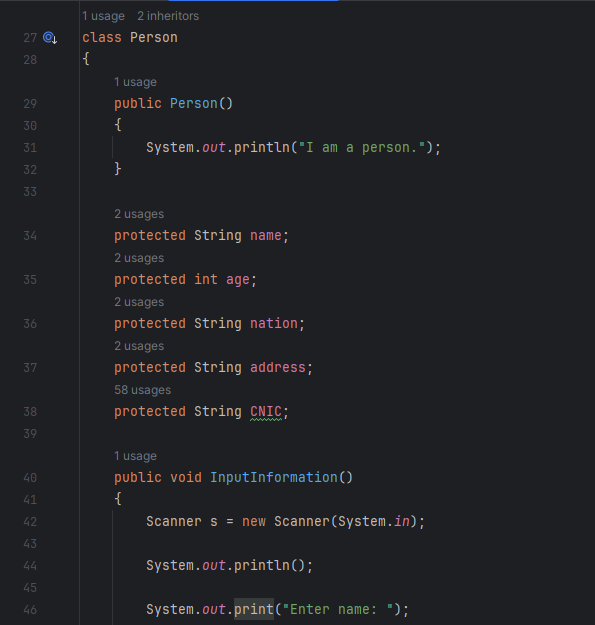 1 usage 2 inheritors
27 class Person
28 {
1 usage
29 public Person()
30 {
31 System.out.println("I am a person.");
32 }
33
2 usages
34 protected String name;
2 usages
35 protected int age;
2 usages
36 protected String nation;
2 usages
37 protected String address;
58 usages
38 protected String CNIC;
39
1 usage
40 public void InputInformation()
41 {
42 Scanner s = new Scanner(System.in);
43
44 System.out.println();
45
46 System.out.print("Enter name: ");